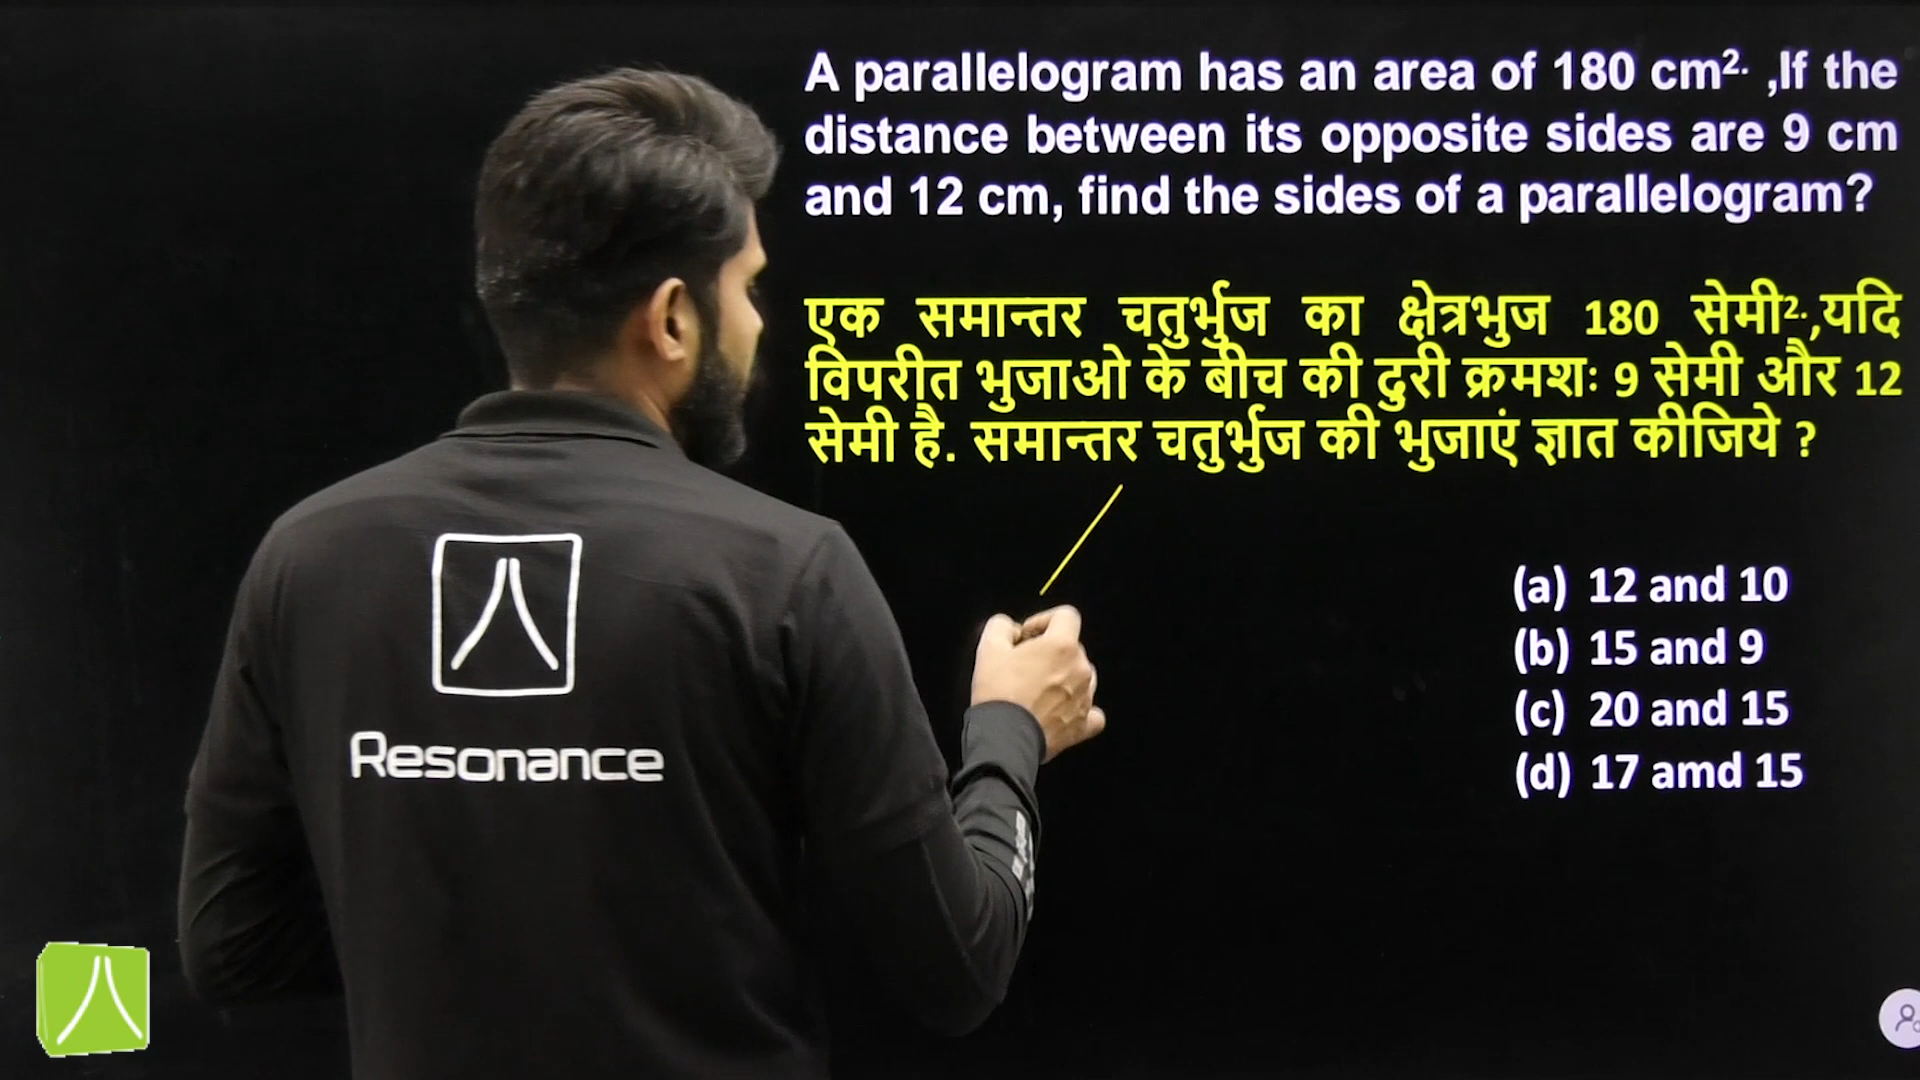 A parallelogram has an area of 180 cm². ,If the
distance between its opposite sides are 9 cm
and 12 cm, find the sides of a parallelogram?
एक समान्तर चतुर्भुज का क्षेत्रभुज 180 सेमी².,यदि
विपरीत भुजाओ के बीच की दुरी क्रमशः 9 सेमी और 12
सेमी है. समान्तर चतुर्भुज की भुजाएं ज्ञात कीजिये ?
(a) 12 and 10
(b) 15 and 9
(c) 20 and 15
(d) 17 amd 15
Resonance